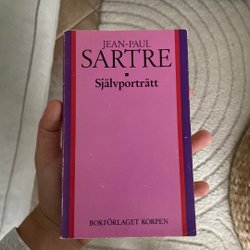 JEAN-PAUL
SARTRE
•
Självporträtt
BOKFÖRLAGET KORPEN